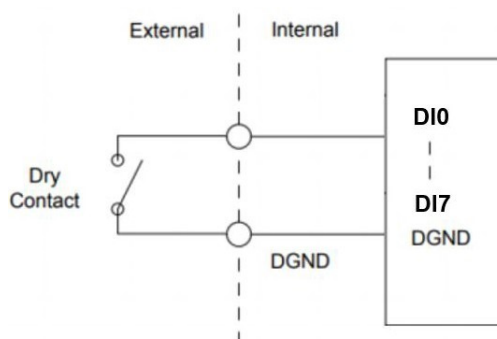 External
Internal
DI0
Dry
Contact
DI7
DGND
DGND